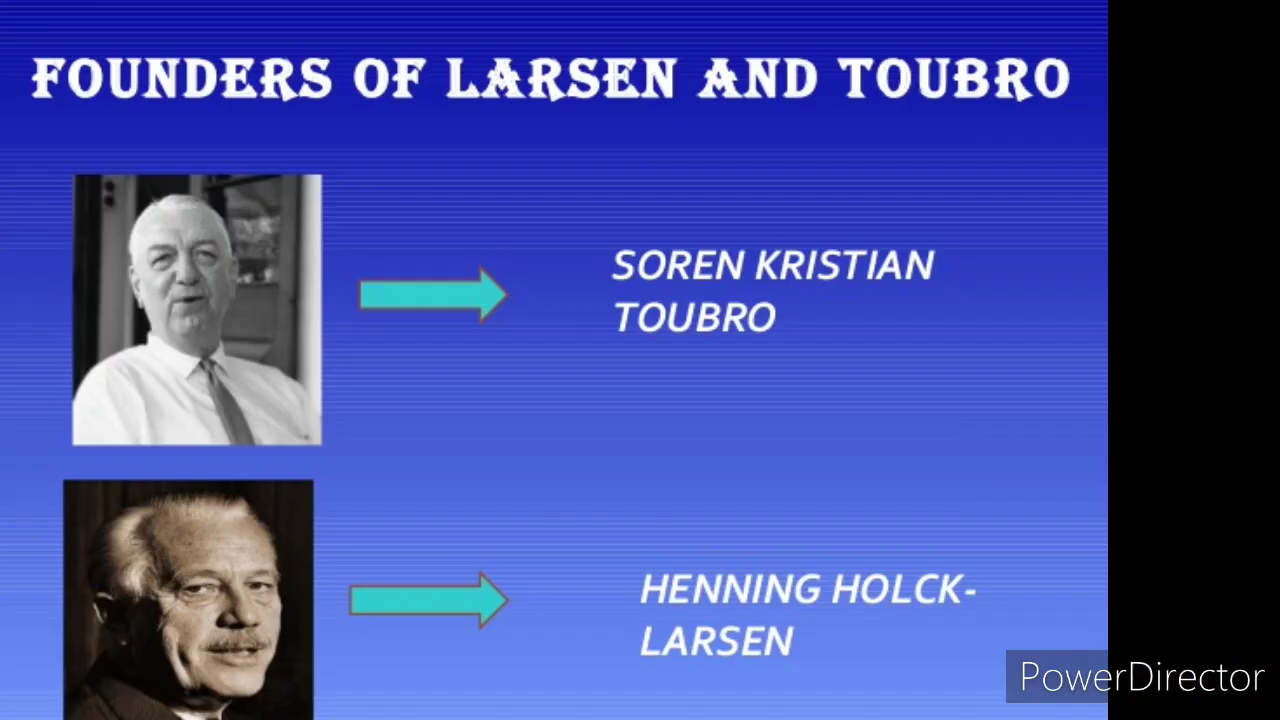 FOUNDERS OF LARSEN AND TOUBRO
SOREN KRISTIAN
TOUBRO
HENNING HOLCK-
LARSEN
PowerDirector